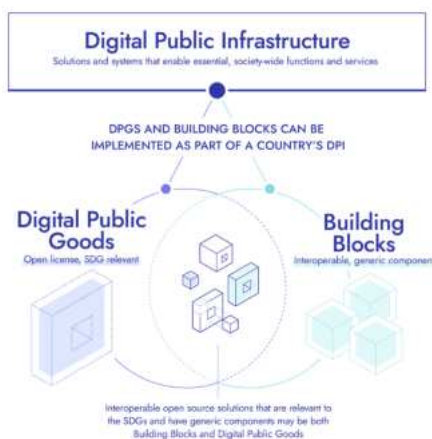 Digital Public Infrastructure
Solutions and systems that enable essential, society-wide functions and services
DPGS AND BUILDING BLOCKS CAN BE
IMPLEMENTED AS PART OF A COUNTRY'S DPI
Digital Public
Goods
Open license, SDG relevant
Building
Blocks
Interoperable, generic component
Interoperable open source solutions that are relevant to
the SDGs and have generic components may be both
Building Blocks and Digital Public Goods